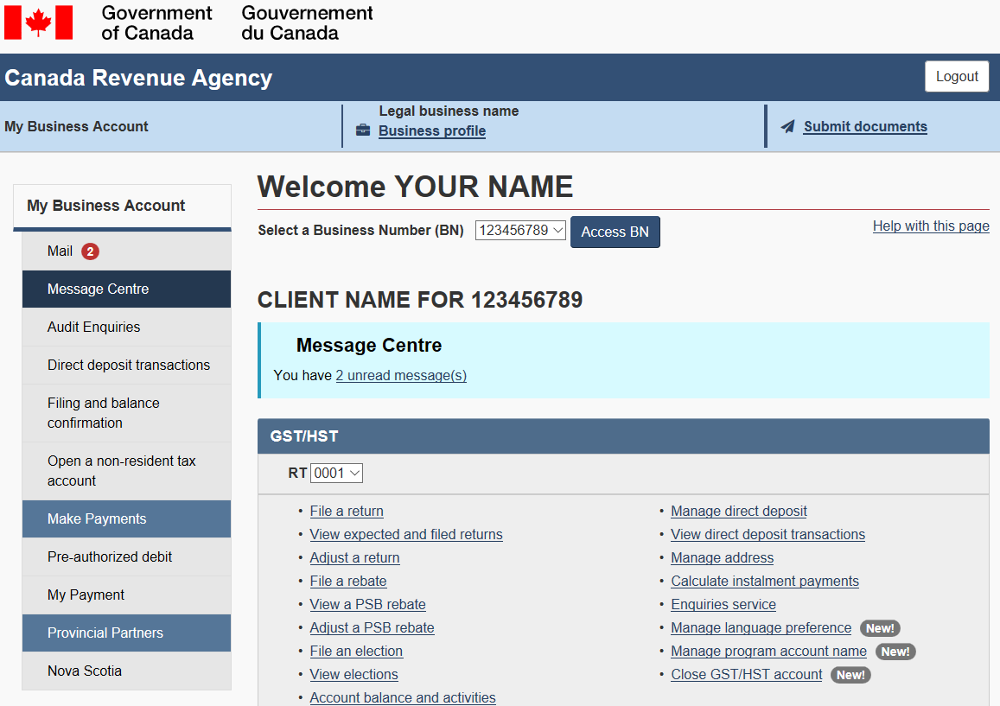 Government of Canada
Gouvernement du Canada
Canada Revenue Agency
Logout
My Business Account
Legal business name
Business profile
Submit documents
My Business Account
Mail 2
Message Centre
Audit Enquiries
Direct deposit transactions
Filing and balance
confirmation
Open a non-resident tax
account
Make Payments
Pre-authorized debit
My Payment
Provincial Partners
Nova Scotia
Welcome YOUR NAME
Select a Business Number (BN) 123456789 Access BN
Help with this page
CLIENT NAME FOR 123456789
Message Centre
You have 2 unread message(s)
GST/HST
RT 0001
• File a return
• View expected and filed returns
• Adjust a return
• File a rebate
• View a PSB rebate
• Adjust a PSB rebate
• File an election
• View elections
• Account balance and activities
• Manage direct deposit
• View direct deposit transactions
• Manage address
• Calculate instalment payments
• Enquiries service
• Manage language preference New!
• Manage program account name New!
• Close GST/HST account New!